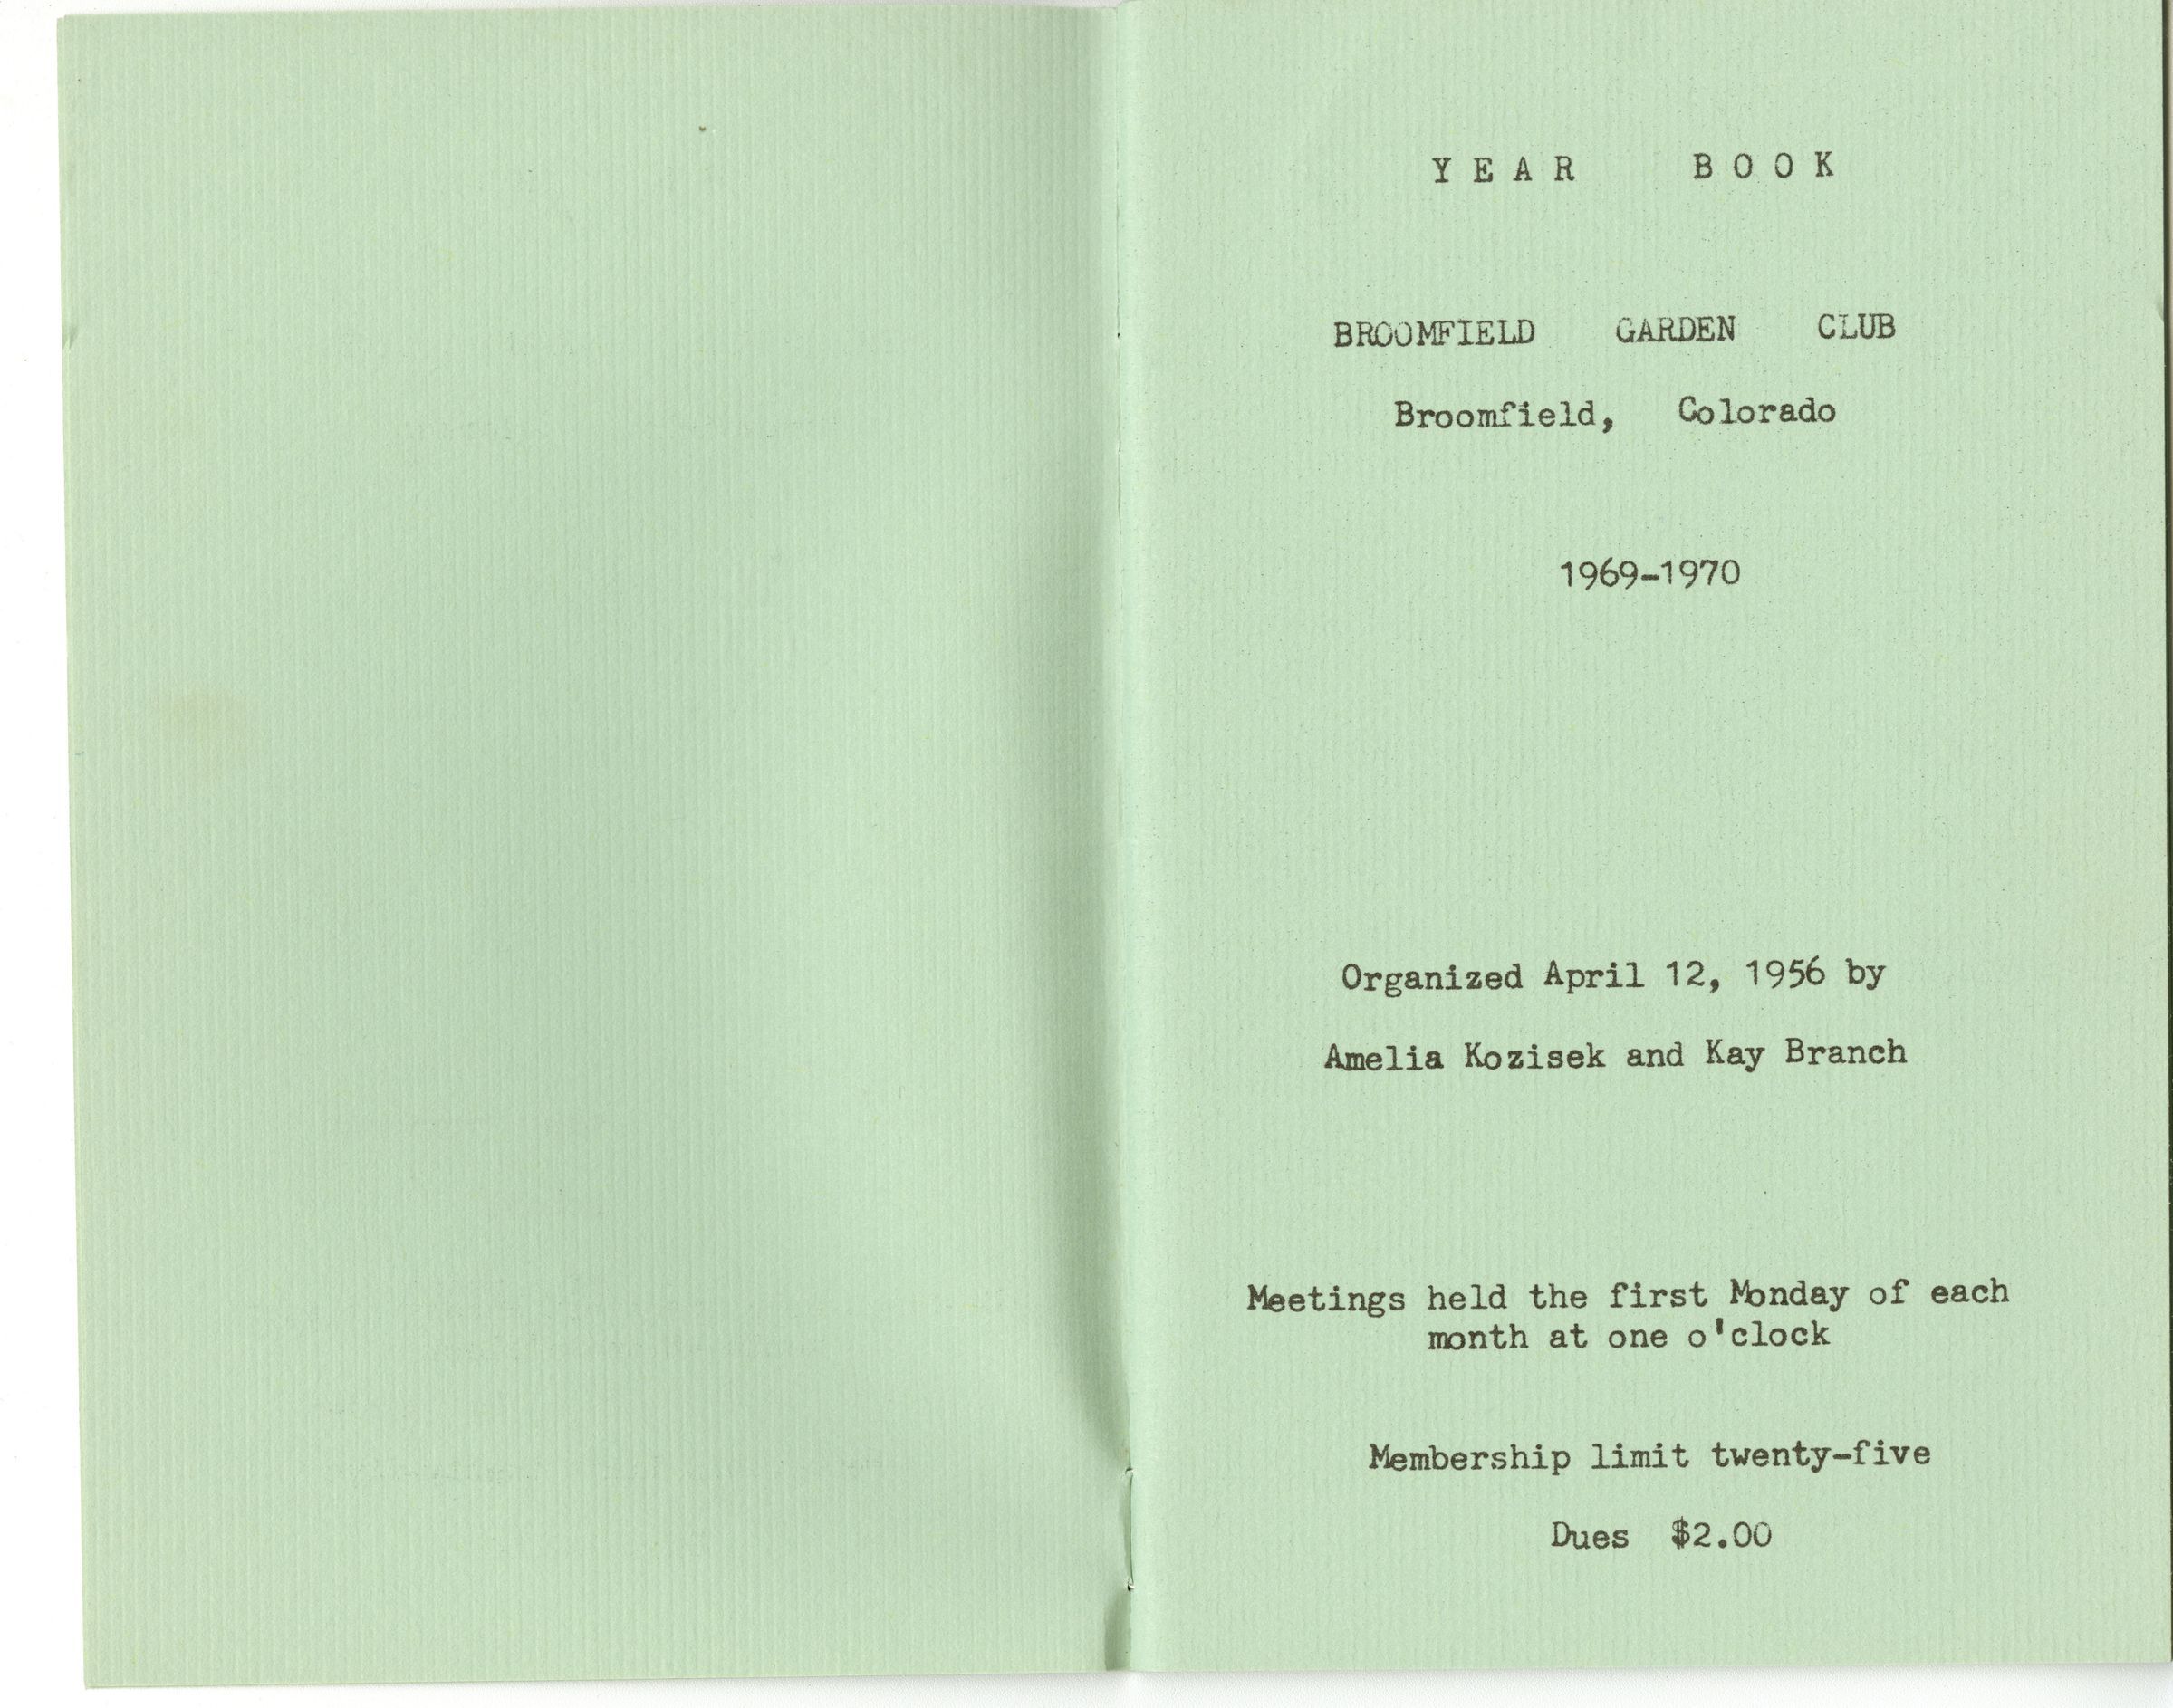 YEAR BOOK
BROOMFIELD GARDEN CLUB
Broomfield, Colorado
1969-1970
Organized April 12, 1956 by
Amelia Kozisek and Kay Branch
Meetings held the first Monday of each
month at one o'clock
Membership limit twenty-five
Dues $2.00